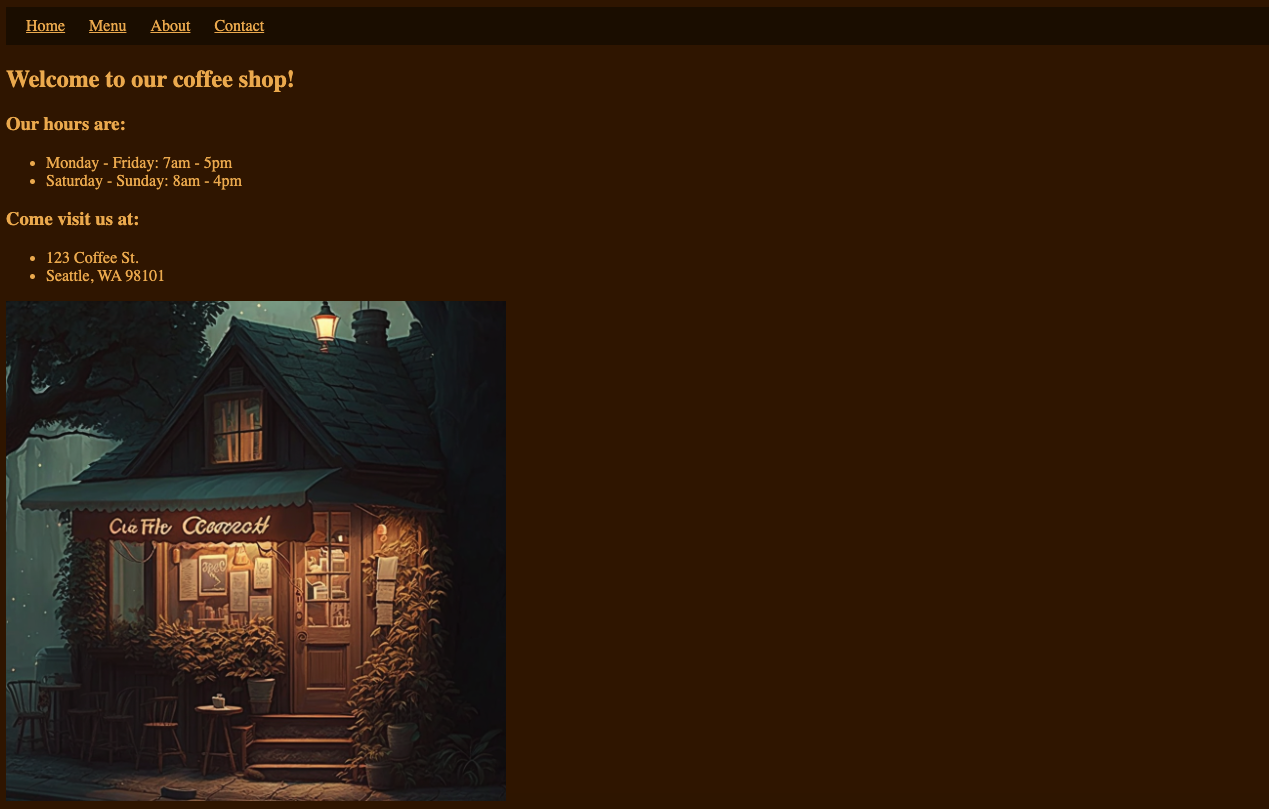 Home Menu About Contact
Welcome to our coffee shop!
Our hours are:
Monday - Friday: 7am - 5pm
Saturday - Sunday: 8am - 4pm
Come visit us at:
123 Coffee St.
Seattle, WA 98101